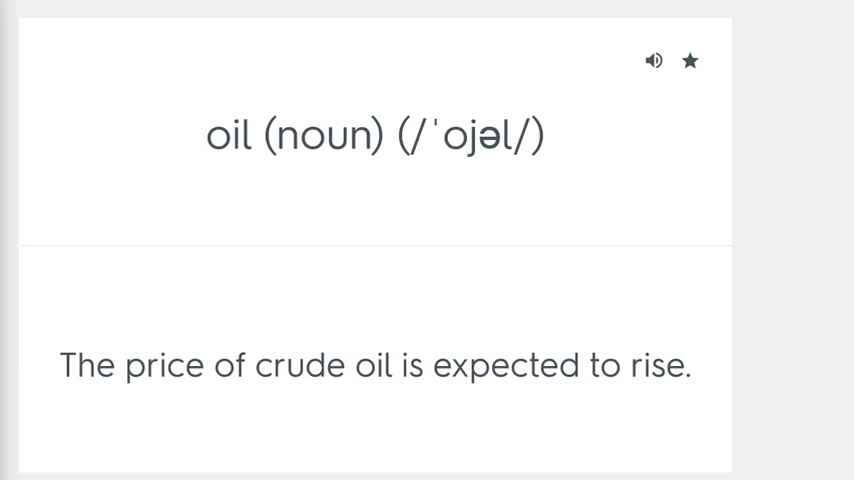 oil (noun) (/ˈojəl/)
The price of crude oil is expected to rise.